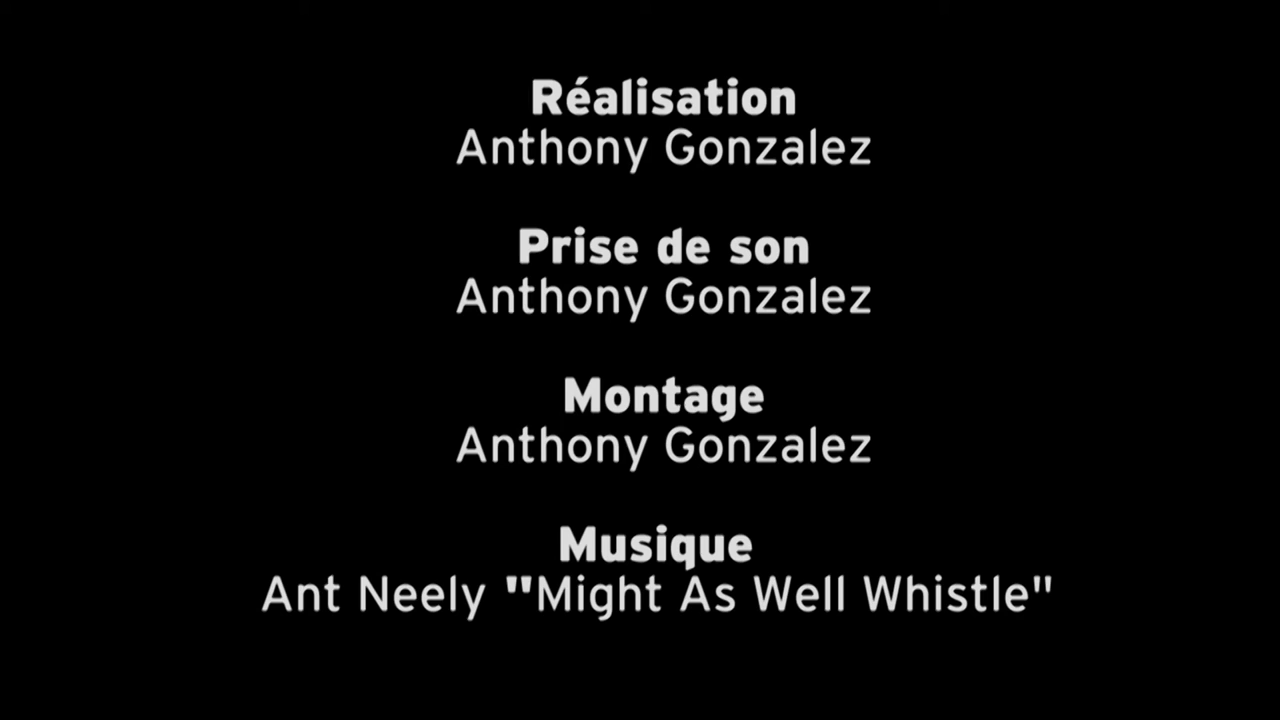 Réalisation
Anthony Gonzalez
Prise de son
Anthony Gonzalez
Montage
Anthony Gonzalez
Musique
Ant Neely "Might As Well Whistle"